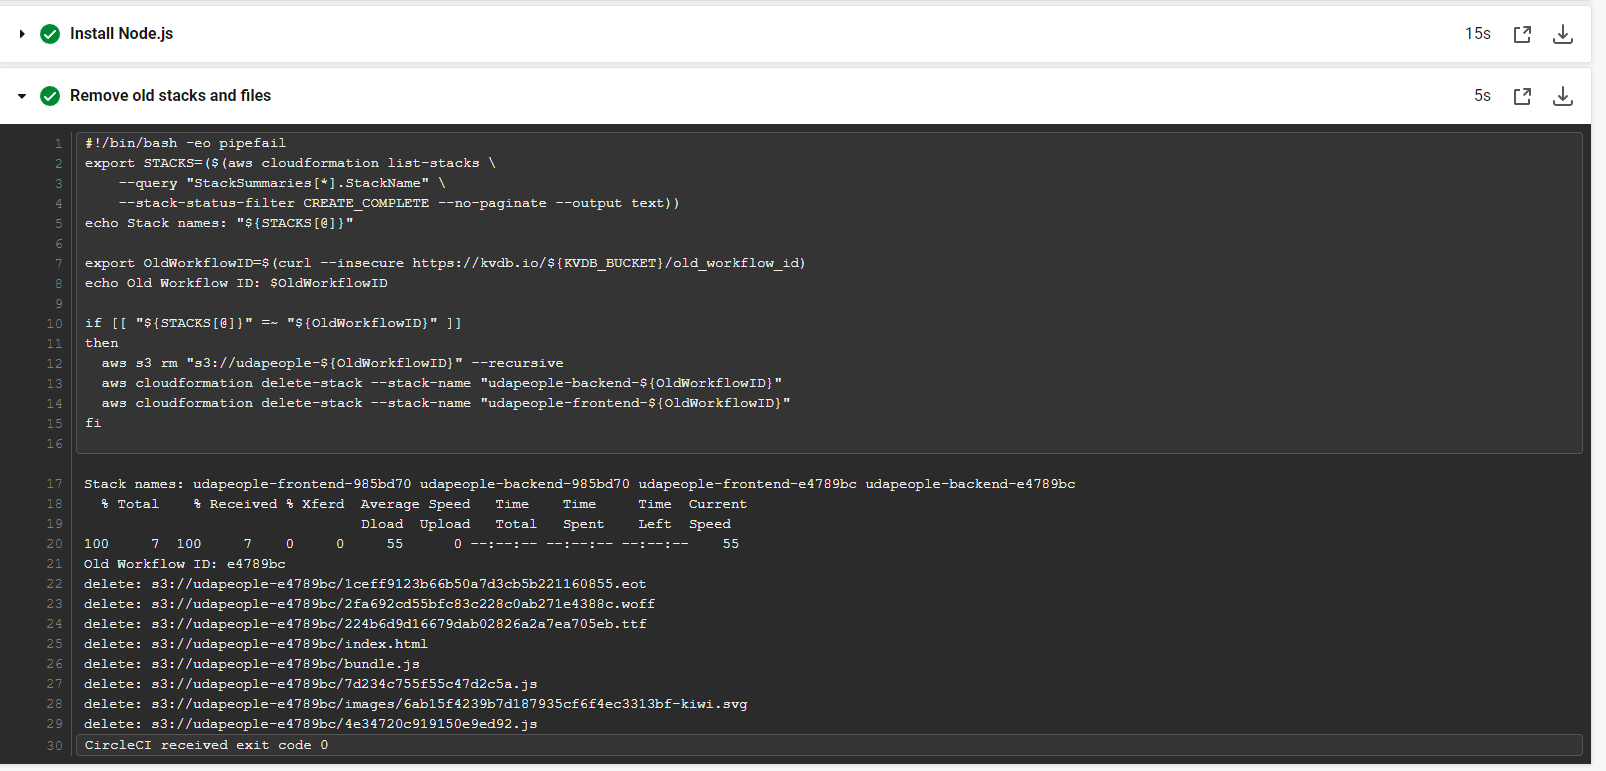 Install Node.js 15s
Remove old stacks and files 5s
1 #!/bin/bash -eo pipefail
2 export STACKS=($(aws cloudformation list-stacks \
3     --query "StackSummaries[*].StackName" \
4     --stack-status-filter CREATE_COMPLETE --no-paginate --output text))
5 echo Stack names: "${STACKS[@]}"
6
7 export OldWorkflowID=$(curl --insecure https://kvdb.io/${KVDB_BUCKET}/old_workflow_id)
8 echo Old Workflow ID: $OldWorkflowID
9
10 if [[ "${STACKS[@]}" =~ "${OldWorkflowID}" ]]
11 then
12   aws s3 rm "s3://udapeople-${OldWorkflowID}" --recursive
13   aws cloudformation delete-stack --stack-name "udapeople-backend-${OldWorkflowID}"
14   aws cloudformation delete-stack --stack-name "udapeople-frontend-${OldWorkflowID}"
15 fi
16
17 Stack names: udapeople-frontend-985bd70 udapeople-backend-985bd70 udapeople-frontend-e4789bc udapeople-backend-e4789bc
18   % Total    % Received % Xferd  Average Speed   Time    Time     Time  Current
19                                  Dload  Upload   Total   Spent    Left  Speed
20 100     7  100     7    0     0     55      0 --:--:-- --:--:-- --:--:--    55
21 Old Workflow ID: e4789bc
22 delete: s3://udapeople-e4789bc/1ceff9123b66b50a7d3cb5b221160855.eot
23 delete: s3://udapeople-e4789bc/2fa692cd55bfc83c228c0ab271e4388c.woff
24 delete: s3://udapeople-e4789bc/224b6d9d16679dab02826a2a7ea705eb.ttf
25 delete: s3://udapeople-e4789bc/index.html
26 delete: s3://udapeople-e4789bc/bundle.js
27 delete: s3://udapeople-e4789bc/7d234c755f55c47d2c5a.js
28 delete: s3://udapeople-e4789bc/images/6ab15f4239b7d187935cf6f4ec3313bf-kiwi.svg
29 delete: s3://udapeople-e4789bc/4e34720c919150e9ed92.js
30 CircleCI received exit code 0